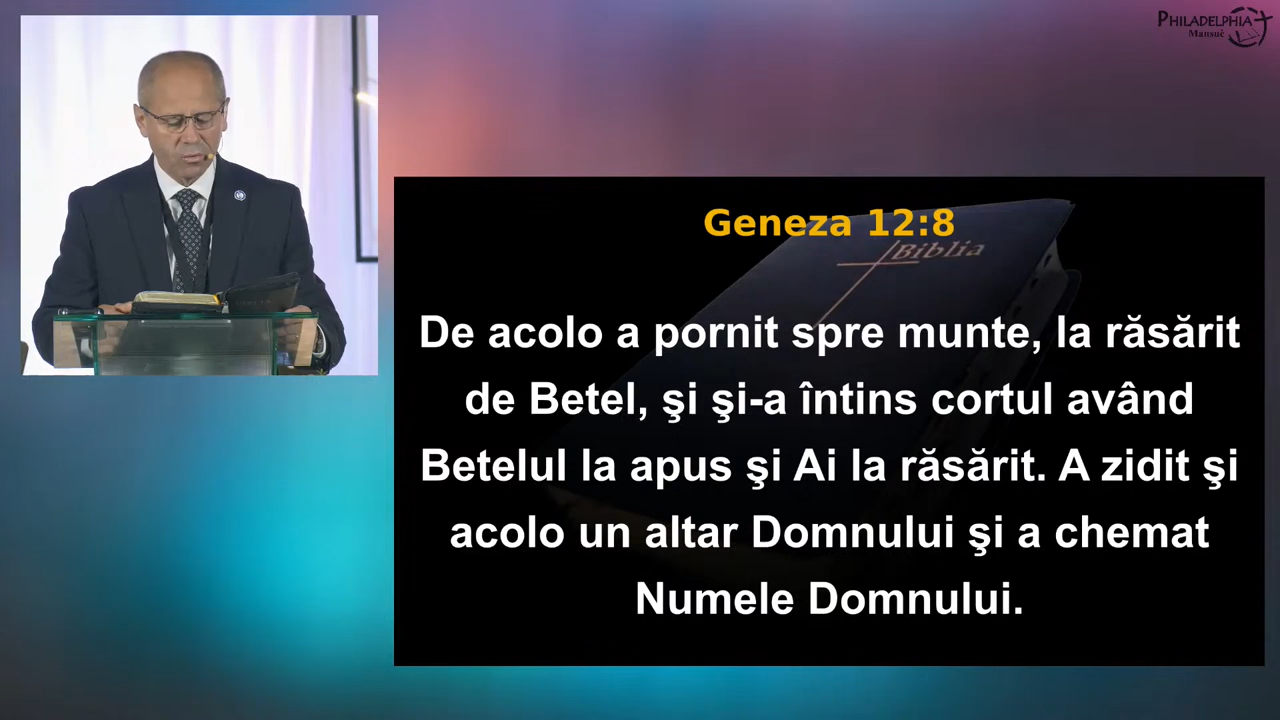 PHILADELPHIA
Mansuè
Geneza 12:8
Biblia
De acolo a pornit spre munte, la răsărit
de Betel, şi şi-a întins cortul având
Betelul la apus şi Ai la răsărit. A zidit şi
acolo un altar Domnului şi a chemat
Numele Domnului.